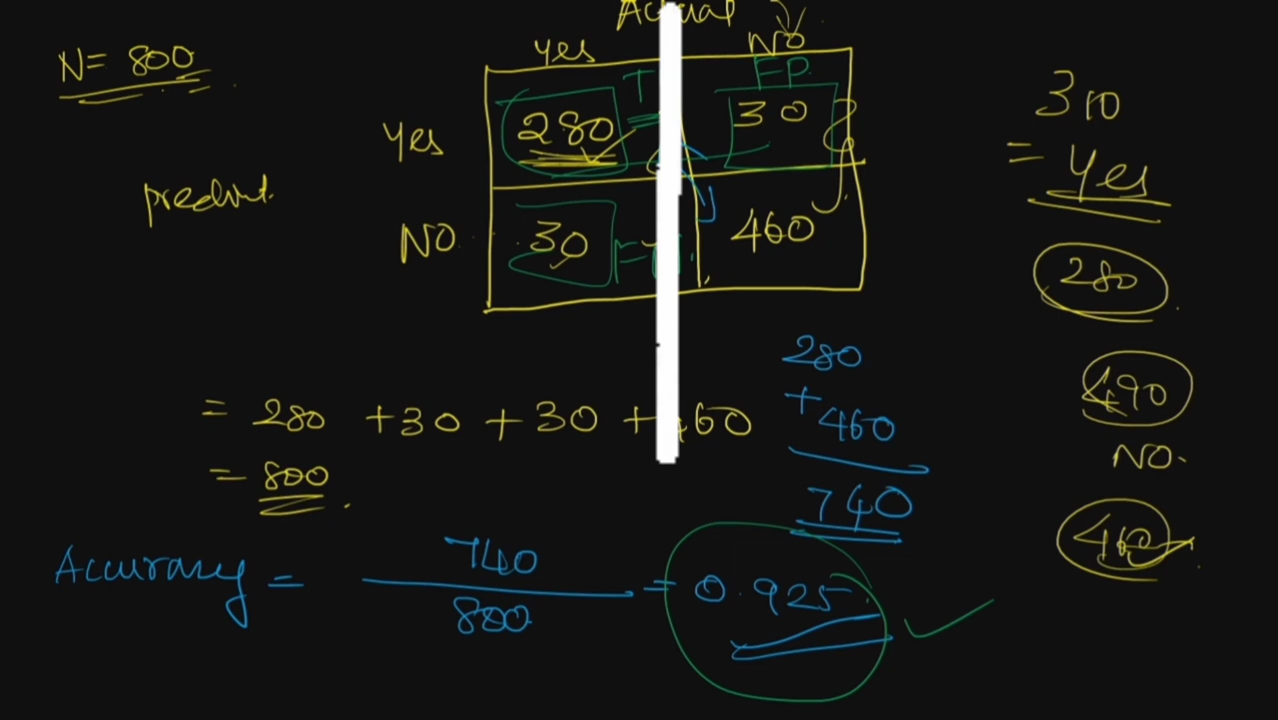 Actual
N = 800
yes NO
T FP
yes 280 30
predict.
NO 30 460
310
= yes
280
490
NO.
460
280
+ 460
740
= 280 + 30 + 30 + 460
= 800.
Accuracy = 740 / 800 = 0.925